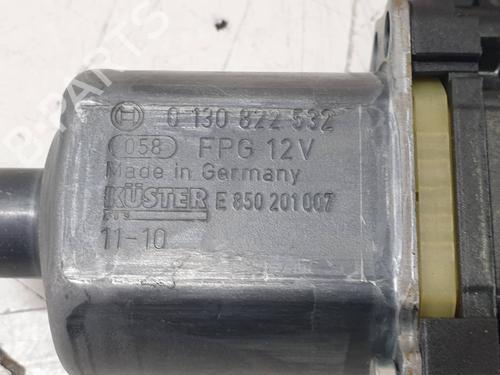 0 130 822 532
058 FPG 12V
Made in Germany
KÜSTER E 850 201 007
11-10
B-PARTS